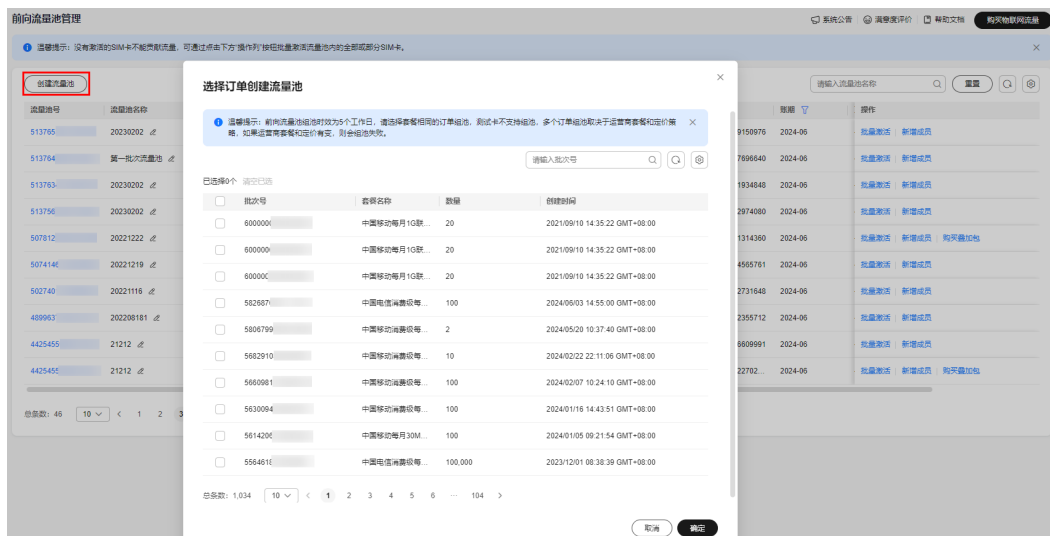 前向流量池管理
系统公告 满意度评价 帮助文档 购买物联网流量
温馨提示：没有激活的SIM卡不能贡献流量，可通过点击下方“操作列”按钮批量激活流量池内的全部或部分SIM卡。
创建流量池
请输入流量池名称
重置
流量池号 流量池名称 账期 操作
513765 20230202 9150976 2024-06 批量激活 新增成员
513764 第一批次流量池 7696640 2024-06 批量激活 新增成员
513763 20230202 1934848 2024-06 批量激活 新增成员
513756 20230202 2974080 2024-06 批量激活 新增成员
507812 20221222 1314360 2024-06 批量激活 新增成员 购买叠加包
5074146 20221219 4565761 2024-06 批量激活 新增成员
502740 20221116 2731648 2024-06 批量激活 新增成员
489963 202208181 2355712 2024-06 批量激活 新增成员
4425455 21212 6609991 2024-06 批量激活 新增成员
4425455 21212 22702... 2024-06 批量激活 新增成员 购买叠加包
总条数：46 10 < 1 2 3
选择订单创建流量池
温馨提示：前向流量池组池时效为5个工作日，请选择套餐相同的订单组池，测试卡不支持组池，多个订单组池取决于运营商套餐和定价策
略，如果运营商套餐和定价有变，则会组池失败。
请输入批次号
已选择0个 清空已选
批次号 套餐名称 数量 创建时间
600000 中国移动每月1G联... 20 2021/09/10 14:35:22 GMT+08:00
600000 中国移动每月1G联... 20 2021/09/10 14:35:22 GMT+08:00
600000 中国移动每月1G联... 20 2021/09/10 14:35:22 GMT+08:00
582687 中国电信消费级每... 100 2024/06/03 14:55:00 GMT+08:00
5806799 中国移动消费级每... 2 2024/05/20 10:37:40 GMT+08:00
5682910 中国移动消费级每... 10 2024/02/22 22:11:06 GMT+08:00
5660981 中国移动消费级每... 100 2024/02/07 10:24:10 GMT+08:00
5630094 中国移动消费级每... 100 2024/01/16 14:43:51 GMT+08:00
5614206 中国移动每月30M... 100 2024/01/05 09:21:54 GMT+08:00
5564618 中国电信消费级每... 100,000 2023/12/01 08:38:39 GMT+08:00
总条数：1,034 10 < 1 2 3 4 5 6 ... 104 >
取消 确定